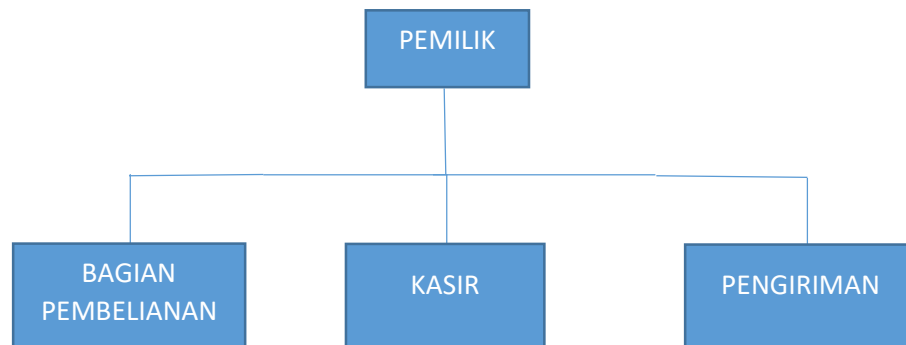 PEMILIK
BAGIAN
PEMBELIANAN
KASIR
PENGIRIMAN